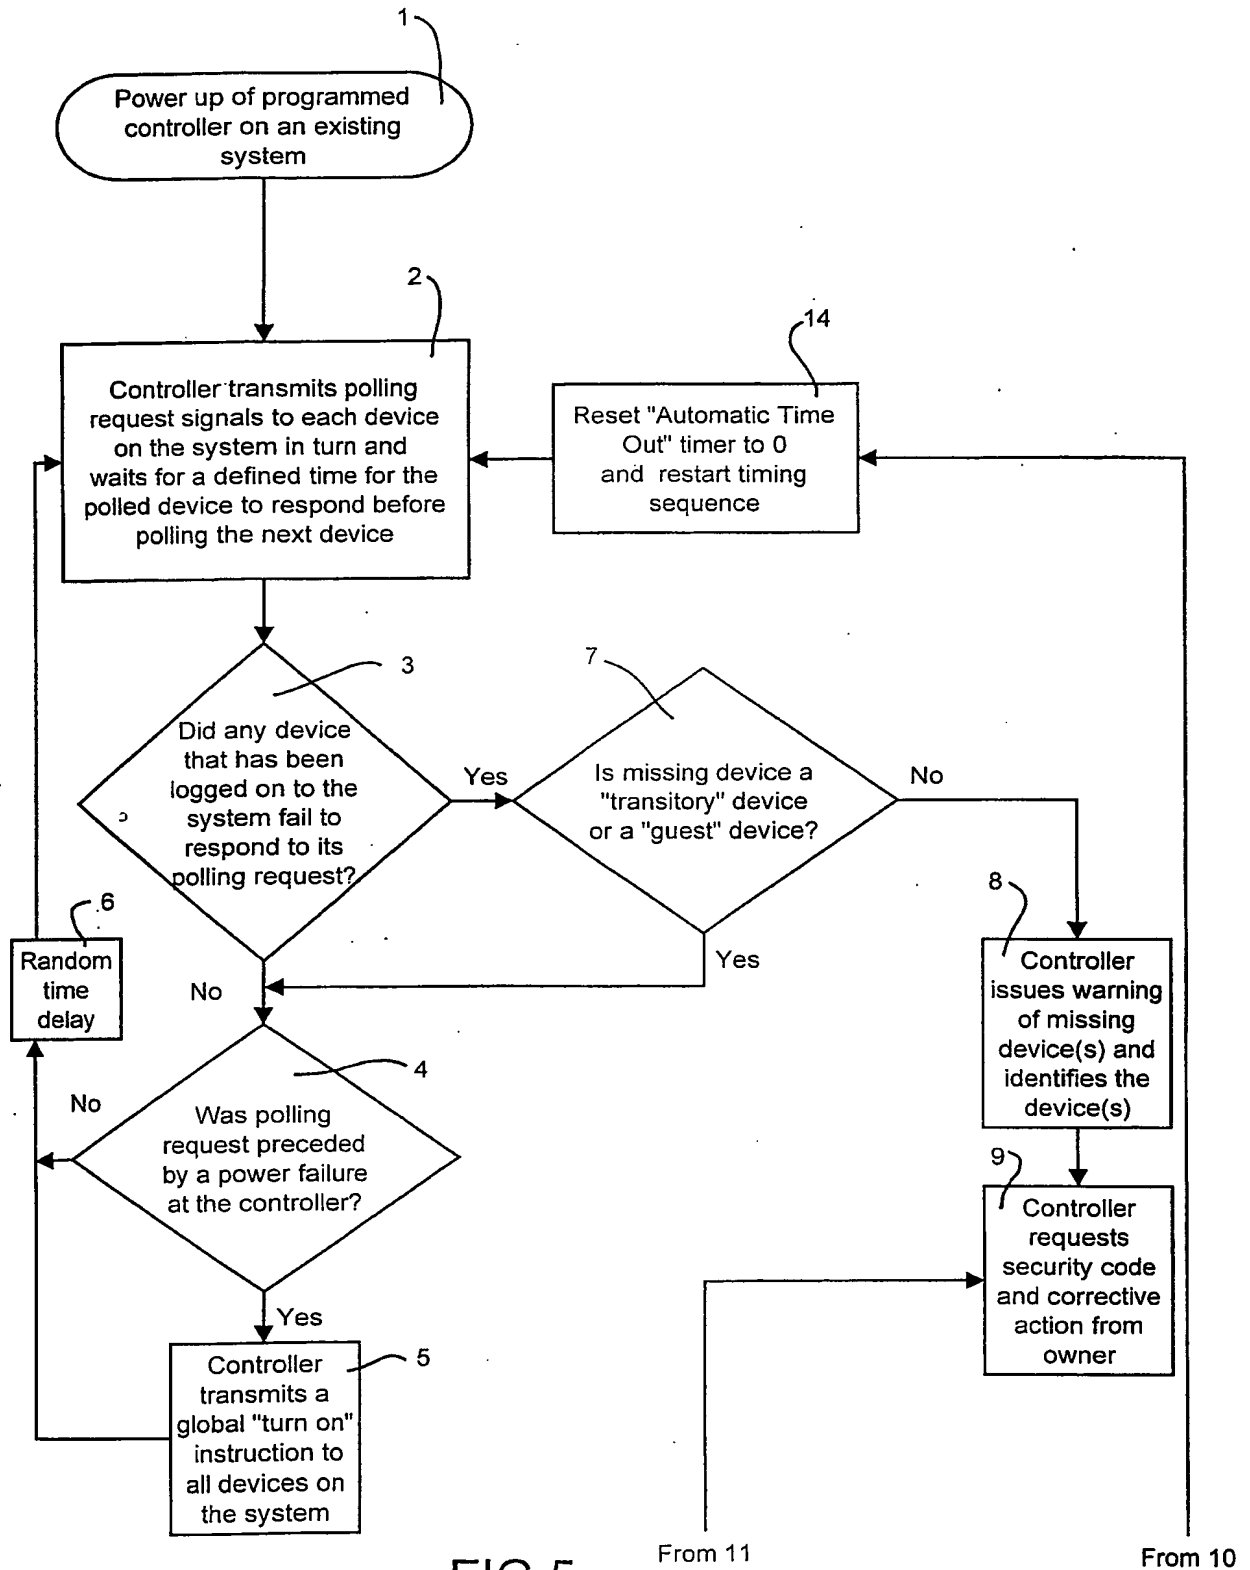 1
Power up of programmed
controller on an existing
system
2
Controller transmits polling
request signals to each device
on the system in turn and
waits for a defined time for the
polled device to respond before
polling the next device
14
Reset "Automatic Time
Out" timer to 0
and restart timing
sequence
3
Did any device
that has been
logged on to the
system fail to
respond to its
polling request?
Yes
7
Is missing device a
"transitory" device
or a "guest" device?
No
Yes
No
6
Random
time
delay
8
Controller
issues warning
of missing
device(s) and
identifies the
device(s)
4
Was polling
request preceded
by a power failure
at the controller?
No
Yes
9
Controller
requests
security code
and corrective
action from
owner
5
Controller
transmits a
global "turn on"
instruction to
all devices on
the system
From 11
From 10
FIG 5